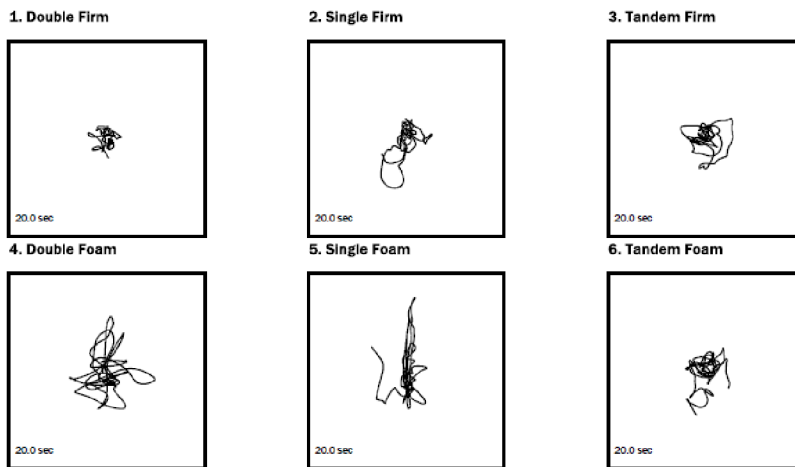 1. Double Firm
2. Single Firm
3. Tandem Firm
20.0 sec
20.0 sec
20.0 sec
4. Double Foam
5. Single Foam
6. Tandem Foam
20.0 sec
20.0 sec
20.0 sec